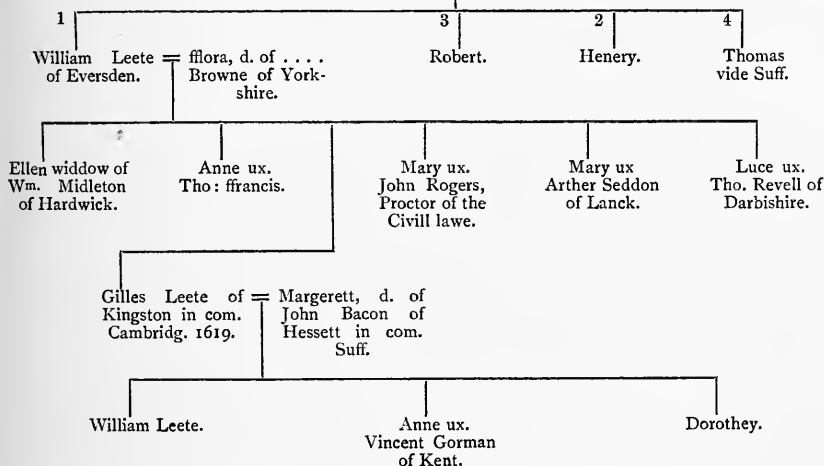 1 3 2 4
William Leete = fflora, d. of . . . . Robert. Henery. Thomas
of Eversden. Browne of York- vide Suff.
shire.
Ellen widdow of Anne ux. Mary ux. Mary ux Luce ux.
Wm. Midleton Tho: ffrancis. John Rogers, Arther Seddon Tho. Revell of
of Hardwick. Proctor of the of Lanck. Darbishire.
Civill lawe.
Gilles Leete of = Margerett, d. of
Kingston in com. John Bacon of
Cambridg. 1619. Hessett in com.
Suff.
William Leete. Anne ux. Dorothey.
Vincent Gorman
of Kent.